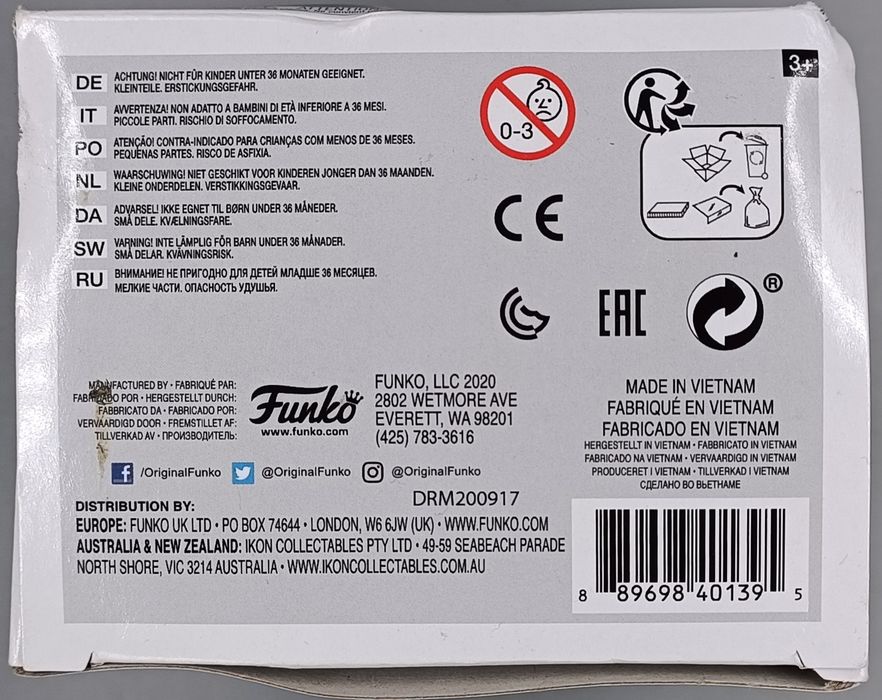 3+
DE ACHTUNG! NICHT FÜR KINDER UNTER 36 MONATEN GEEIGNET.
KLEINTEILE. ERSTICKUNGSGEFAHR.
IT AVVERTENZA! NON ADATTO A BAMBINI DI ETÀ INFERIORE A 36 MESI.
PICCOLE PARTI. RISCHIO DI SOFFOCAMENTO.
PO ATENÇÃO! CONTRA-INDICADO PARA CRIANÇAS COM MENOS DE 36 MESES.
PEQUENAS PARTES. RISCO DE ASFIXIA.
NL WAARSCHUWING! NIET GESCHIKT VOOR KINDEREN JONGER DAN 36 MAANDEN.
KLEINE ONDERDELEN. VERSTIKKINGSGEVAAR.
DA ADVARSEL! IKKE EGNET TIL BØRN UNDER 36 MÅNEDER.
SMÅ DELE. KVÆLNINGSFARE.
SW VARNING! INTE LÄMPLIG FÖR BARN UNDER 36 MÅNADER.
SMÅ DELAR. KVÄVNINGSRISK.
RU ВНИМАНИЕ! НЕ ПРИГОДНО ДЛЯ ДЕТЕЙ МЛАДШЕ 36 МЕСЯЦЕВ.
МЕЛКИЕ ЧАСТИ. ОПАСНОСТЬ УДУШЬЯ.
0-3
CE
EAC
®
MANUFACTURED BY • FABRIQUÉ PAR:
FABRICADO POR • HERGESTELLT DURCH:
FABBRICATO DA • FABRICADO POR:
VERVAARDIGD DOOR • FREMSTILLET AF:
TILLVERKAD AV • ПРОИЗВОДИТЕЛЬ:
Funko
www.funko.com
FUNKO, LLC 2020
2802 WETMORE AVE
EVERETT, WA 98201
(425) 783-3616
MADE IN VIETNAM
FABRIQUÉ EN VIETNAM
FABRICADO EN VIETNAM
HERGESTELLT IN VIETNAM • FABBRICATO IN VIETNAM
FABRICADO NA VIETNAM • VERVAARDIGD IN VIETNAM
PRODUCERET I VIETNAM • TILLVERKAD I VIETNAM
СДЕЛАНО ВО ВЬЕТНАМЕ
/OriginalFunko @OriginalFunko @OriginalFunko
DRM200917
DISTRIBUTION BY:
EUROPE: FUNKO UK LTD • PO BOX 74644 • LONDON, W6 6JW (UK) • WWW.FUNKO.COM
AUSTRALIA & NEW ZEALAND: IKON COLLECTABLES PTY LTD • 49-59 SEABEACH PARADE
NORTH SHORE, VIC 3214 AUSTRALIA • WWW.IKONCOLLECTABLES.COM.AU
8 89698 40139 5